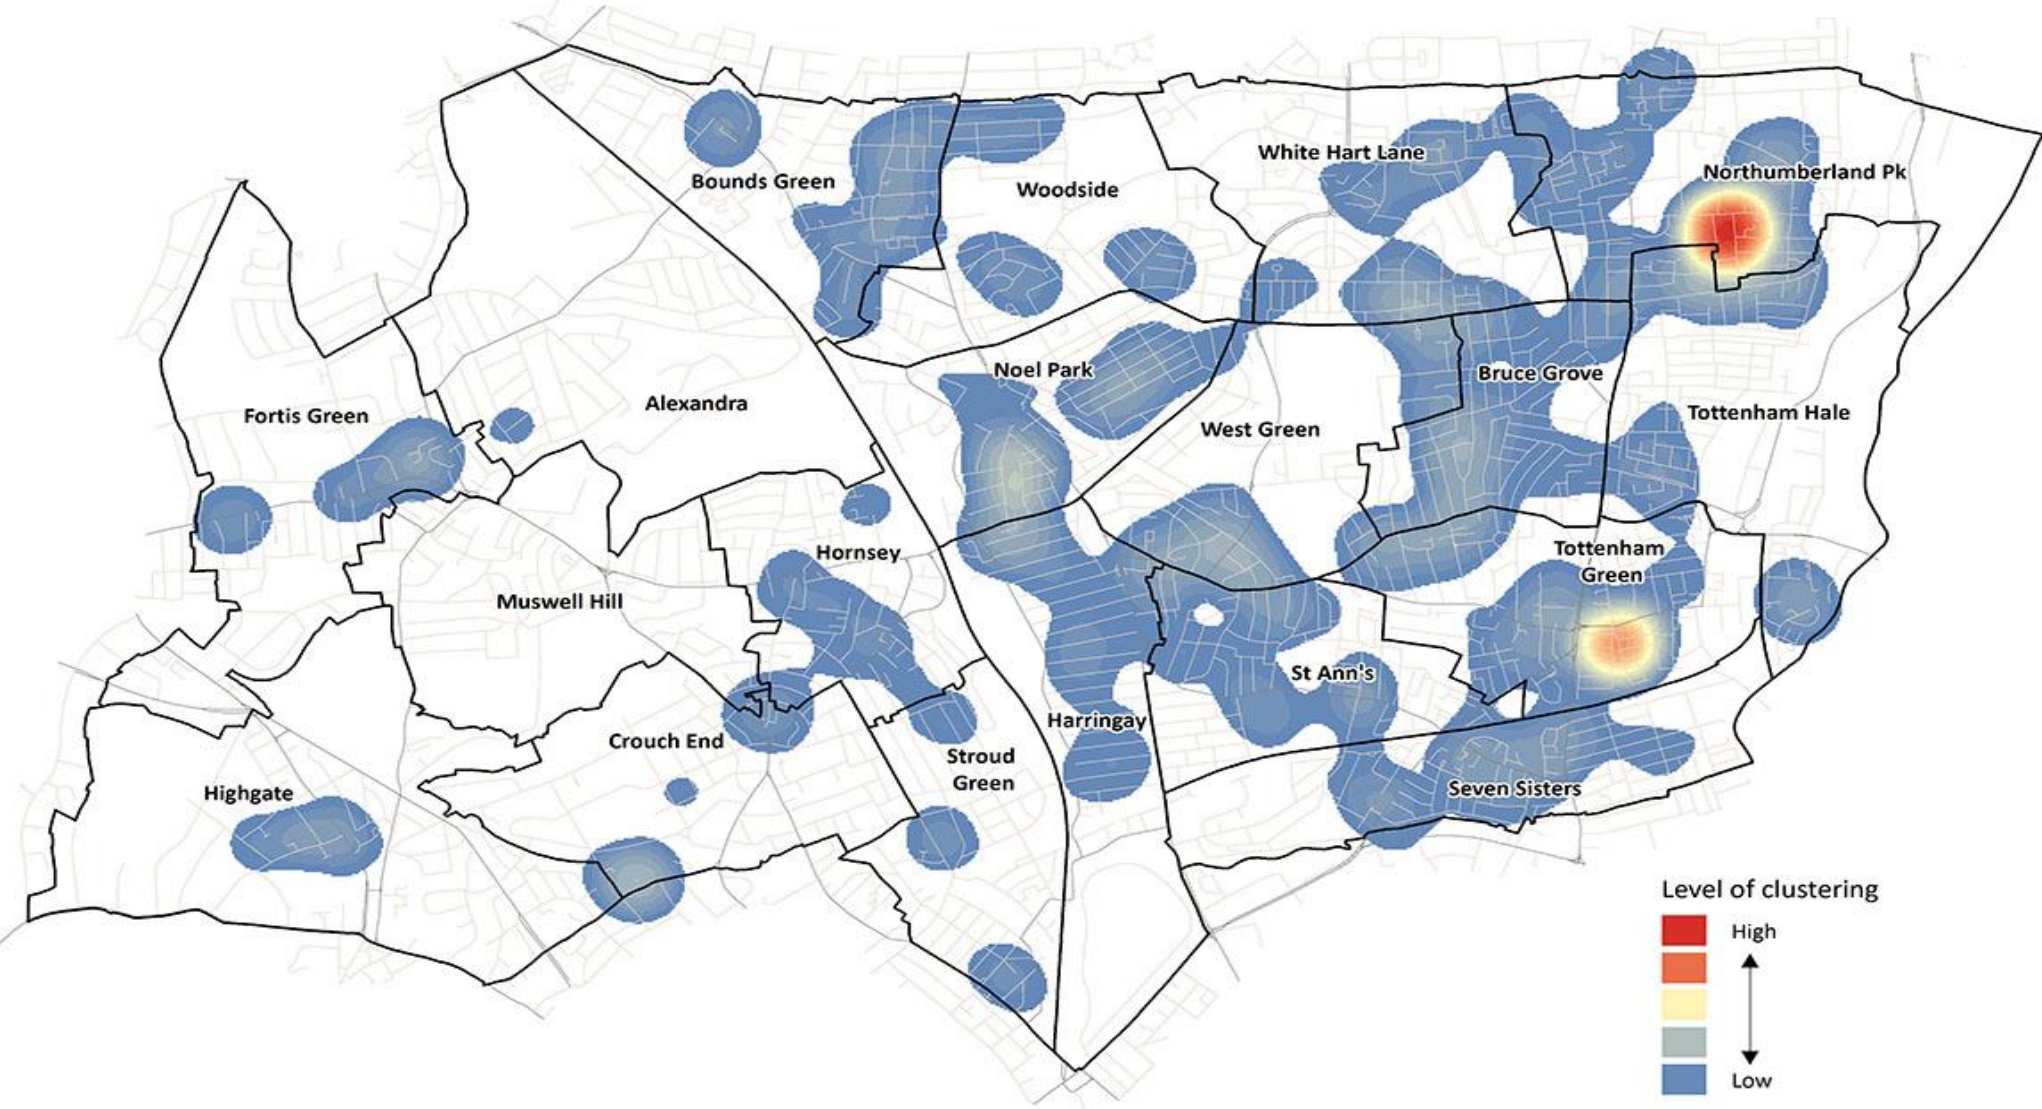 White Hart Lane
Northumberland Pk
Bounds Green
Woodside
Noel Park
Bruce Grove
Alexandra
Fortis Green
Tottenham Hale
West Green
Hornsey
Tottenham
Green
Muswell Hill
St Ann's
Harringay
Crouch End
Stroud
Green
Highgate
Seven Sisters
Level of clustering
High
Low